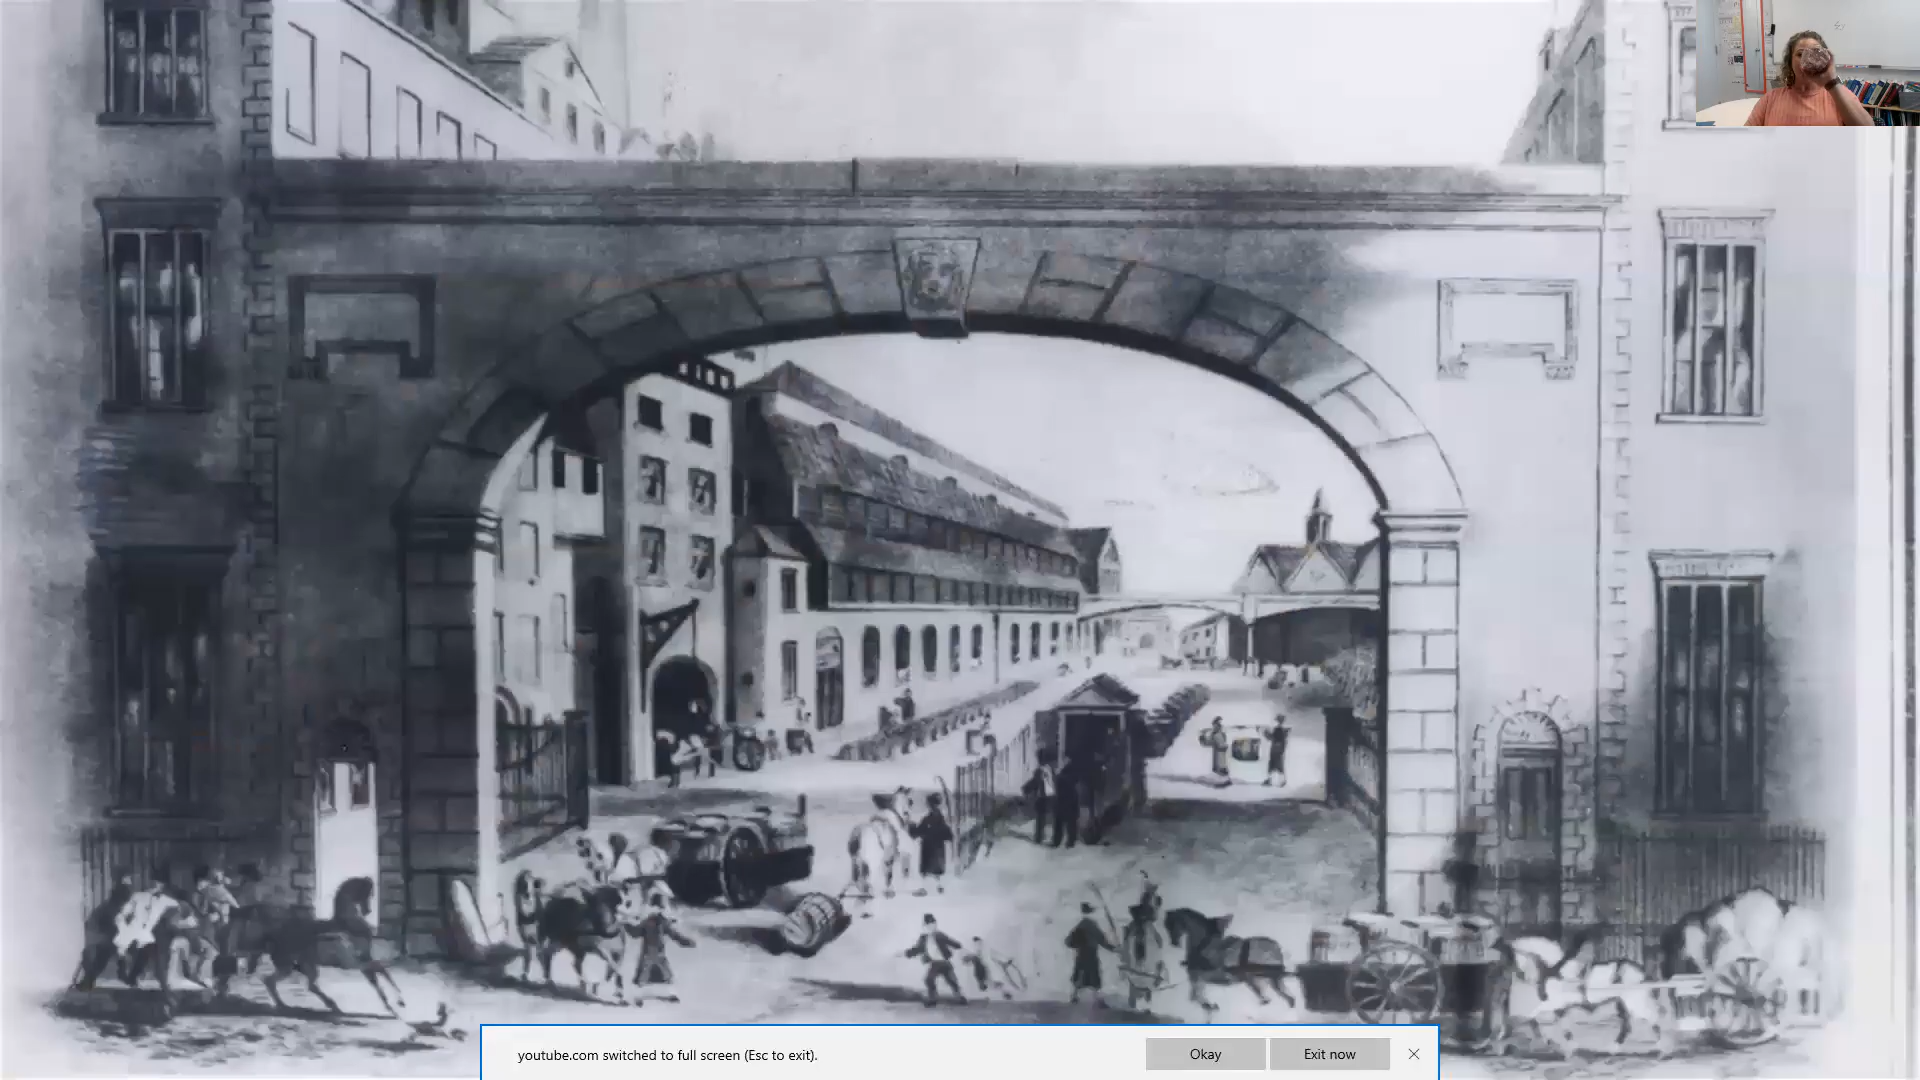 youtube.com switched to full screen (Esc to exit).
Okay
Exit now